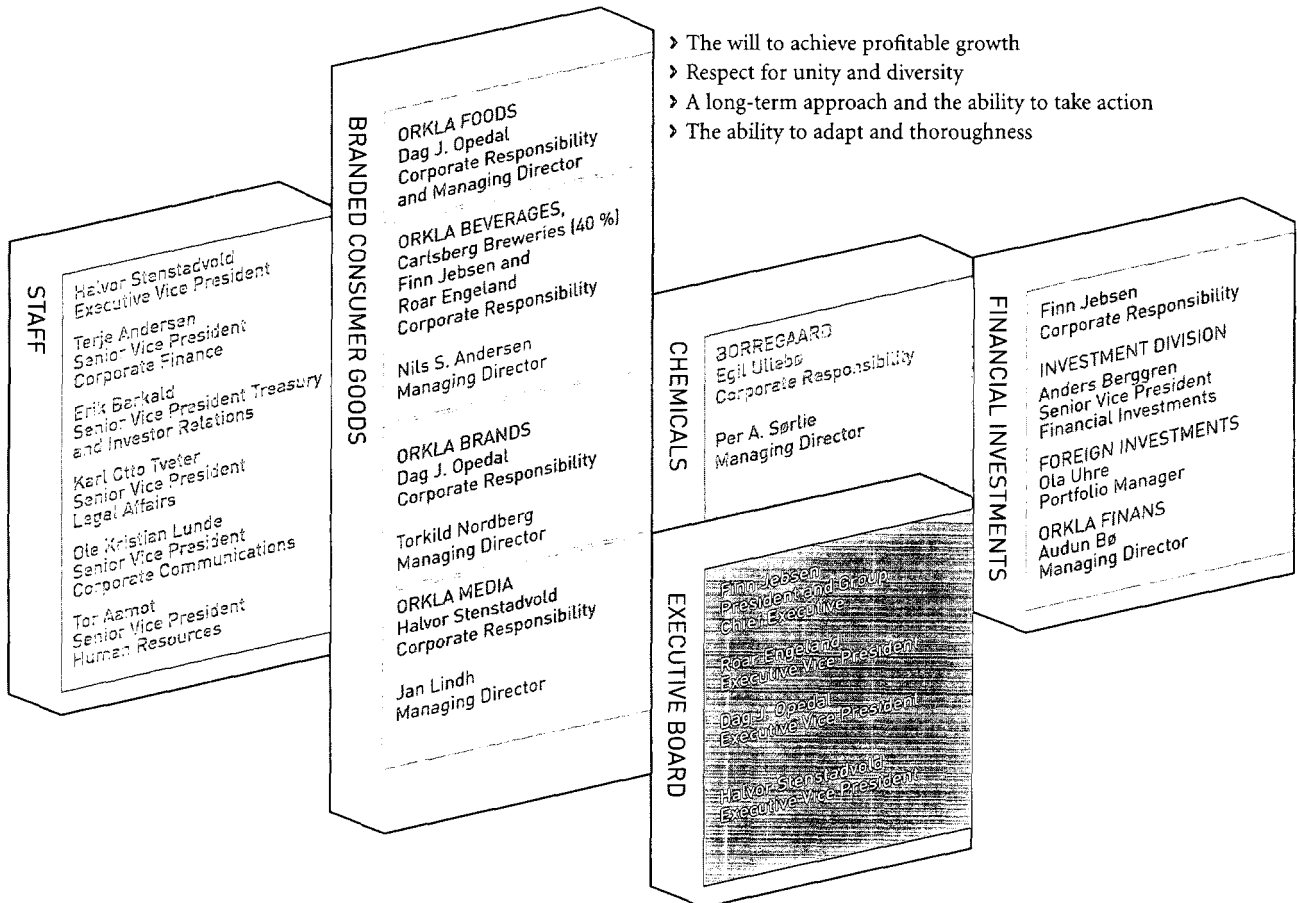 > The will to achieve profitable growth
> Respect for unity and diversity
> A long-term approach and the ability to take action
> The ability to adapt and thoroughness
STAFF
Halvor Stenstadvold
Executive Vice President
Terje Andersen
Senior Vice President
Corporate Finance
Erik Barkald
Senior Vice President Treasury
and Investor Relations
Karl Otto Tveter
Senior Vice President
Legal Affairs
Ole Kristian Lunde
Senior Vice President
Corporate Communications
Tor Aamot
Senior Vice President
Human Resources
BRANDED CONSUMER GOODS
ORKLA FOODS
Dag J. Opedal
Corporate Responsibility
and Managing Director
ORKLA BEVERAGES,
Carlsberg Breweries (40 %)
Finn Jebsen and
Roar Engeland
Corporate Responsibility
Nils S. Andersen
Managing Director
ORKLA BRANDS
Dag J. Opedal
Corporate Responsibility
Torkild Nordberg
Managing Director
ORKLA MEDIA
Halvor Stenstadvold
Corporate Responsibility
Jan Lindh
Managing Director
CHEMICALS
BORREGAARD
Egil Ullebø
Corporate Responsibility
Per A. Sørlie
Managing Director
EXECUTIVE BOARD
Finn Jebsen
President and Group
Chief Executive
Roar Engeland
Executive Vice President
Dag J. Opedal
Executive Vice President
Halvor Stenstadvold
Executive Vice President
FINANCIAL INVESTMENTS
Finn Jebsen
Corporate Responsibility
INVESTMENT DIVISION
Anders Berggren
Senior Vice President
Financial Investments
FOREIGN INVESTMENTS
Ola Uhre
Portfolio Manager
ORKLA FINANS
Audun Bø
Managing Director